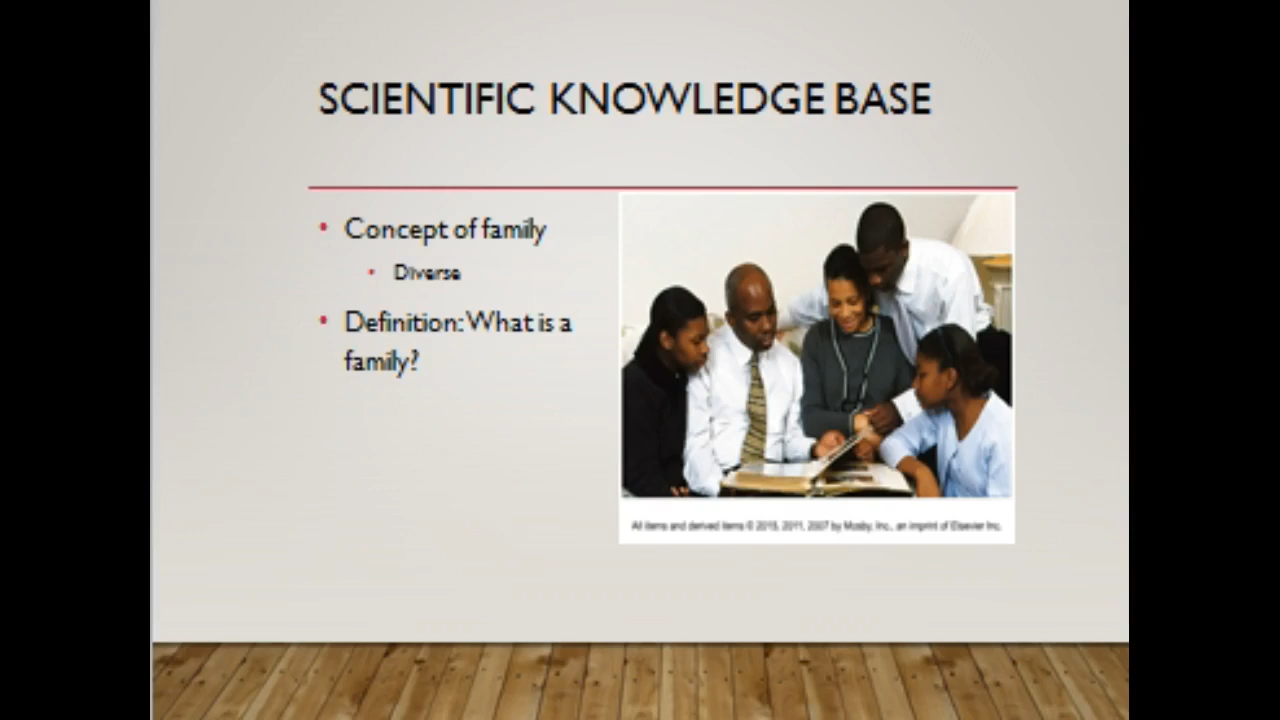 SCIENTIFIC KNOWLEDGE BASE
• Concept of family
• Diverse
• Definition: What is a
family?
All items and derived items © 2015, 2011, 2007 by Mosby, Inc., an imprint of Elsevier Inc.